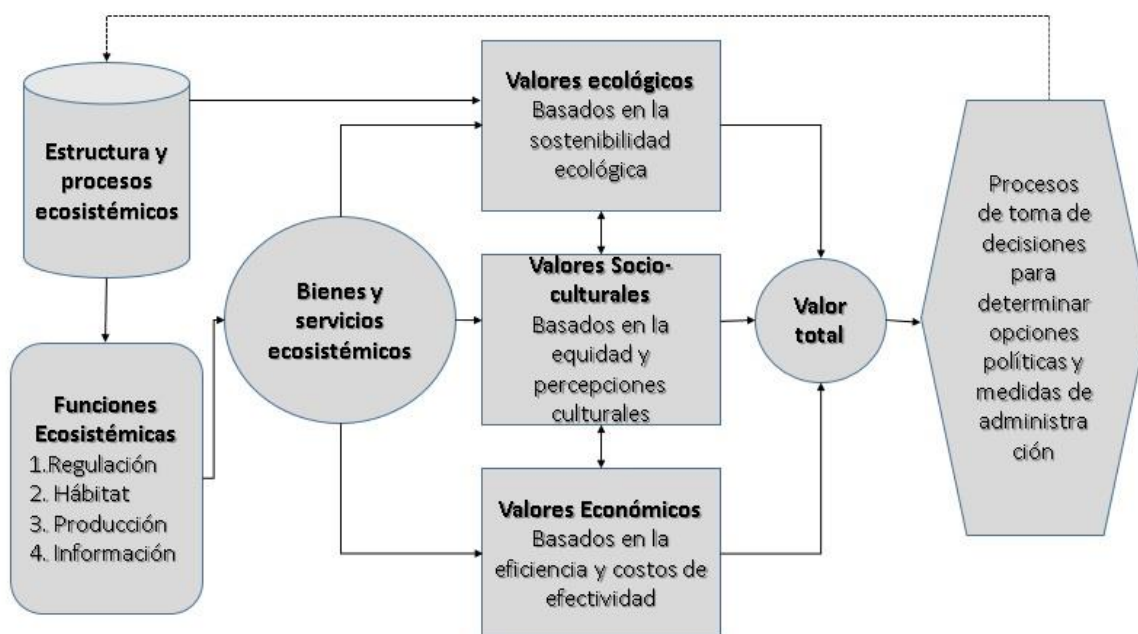 Estructura y
procesos
ecosistémicos
Funciones
Ecosistémicas
1.Regulación
2. Hábitat
3. Producción
4. Información
Bienes y
servicios
ecosistémicos
Valores ecológicos
Basados en la
sostenibilidad
ecológica
Valores Socio-
culturales
Basados en la
equidad y
percepciones
culturales
Valores Económicos
Basados en la
eficiencia y costos de
efectividad
Valor
total
Procesos
de toma de
decisiones
para
determinar
opciones
políticas y
medidas de
administra
ción